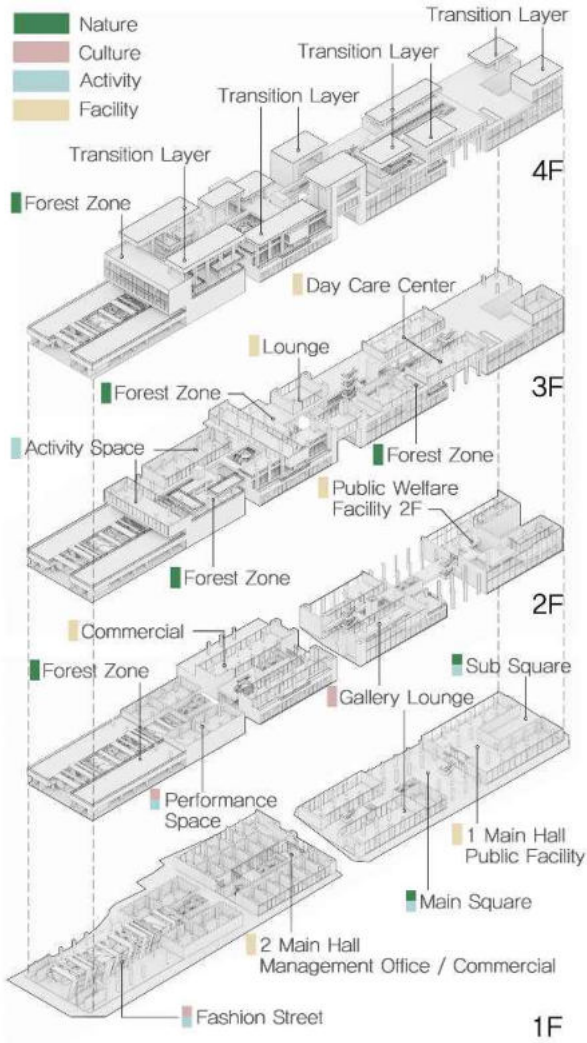 Nature
Culture
Activity
Facility
Transition Layer
Transition Layer
Transition Layer
Transition Layer
Transition Layer
Forest Zone
4F
Day Care Center
Lounge
Forest Zone
3F
Activity Space
Forest Zone
Public Welfare
Facility 2F
Forest Zone
2F
Commercial
Forest Zone
Sub Square
Gallery Lounge
Performance
Space
1 Main Hall
Public Facility
Main Square
2 Main Hall
Management Office / Commercial
Fashion Street
1F